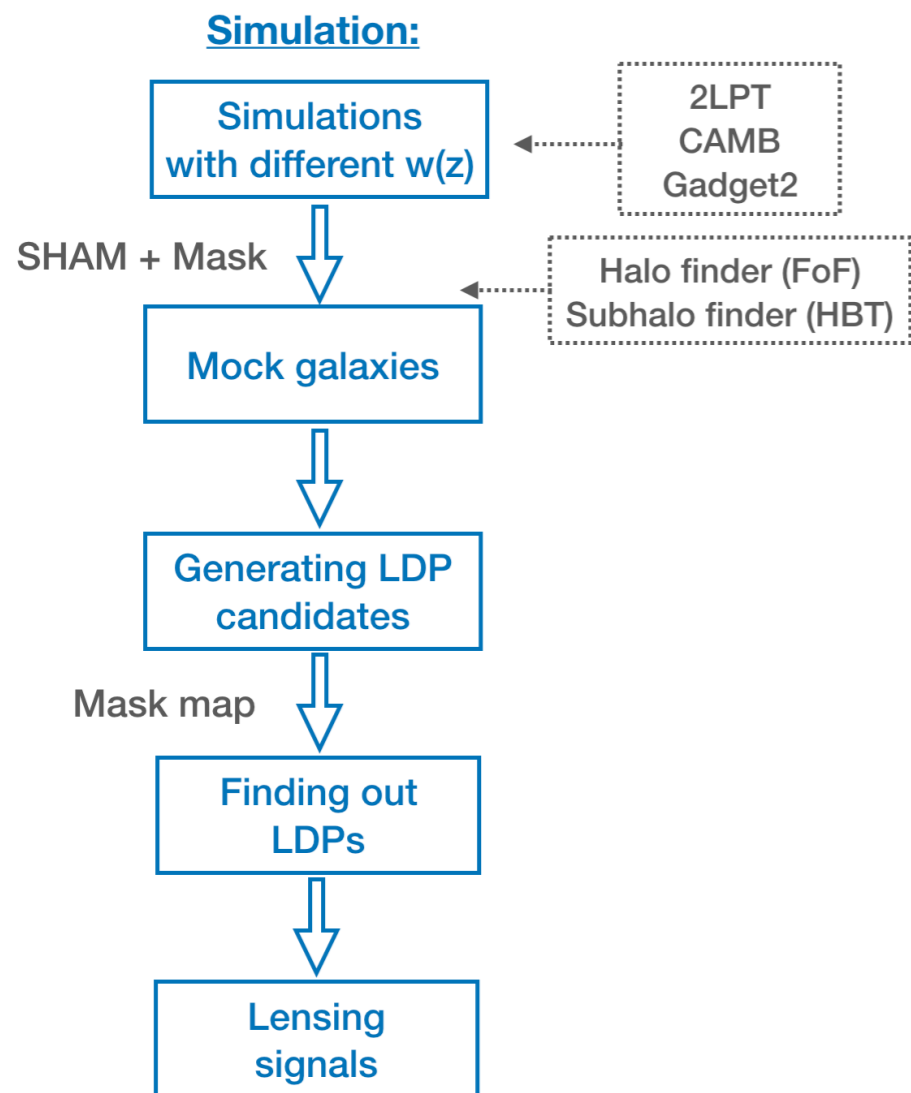 Simulation:
Simulations
with different w(z)
2LPT
CAMB
Gadget2
SHAM + Mask
Halo finder (FoF)
Subhalo finder (HBT)
Mock galaxies
Generating LDP
candidates
Mask map
Finding out
LDPs
Lensing
signals